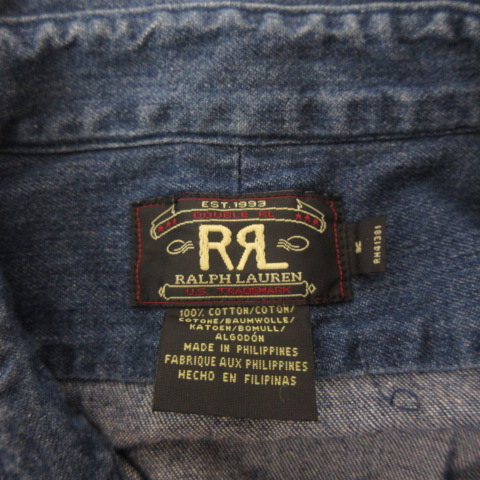 EST. 1993
DOUBLE RL
RRL
RALPH LAUREN
U.S. TRADEMARK
100% COTTON/COTON/
COTONE/BAUMWOLLE/
KATOEN/BOMULL/
ALGODÓN
MADE IN PHILIPPINES
FABRIQUE AUX PHILIPPINES
HECHO EN FILIPINAS
RN41381